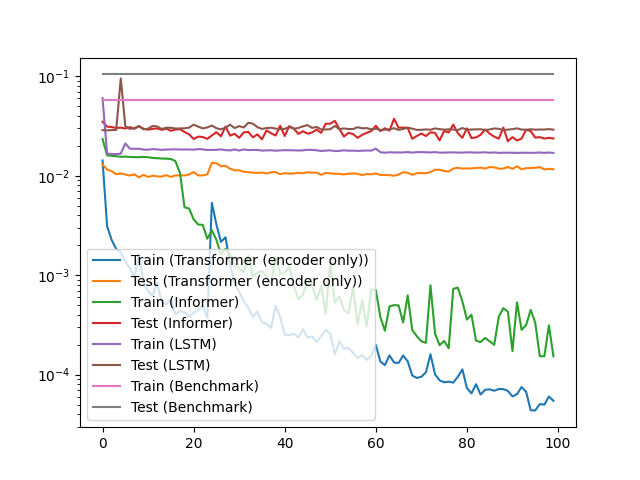 10⁻¹
10⁻²
10⁻³
10⁻⁴
Train (Transformer (encoder only))
Test (Transformer (encoder only))
Train (Informer)
Test (Informer)
Train (LSTM)
Test (LSTM)
Train (Benchmark)
Test (Benchmark)
0 20 40 60 80 100